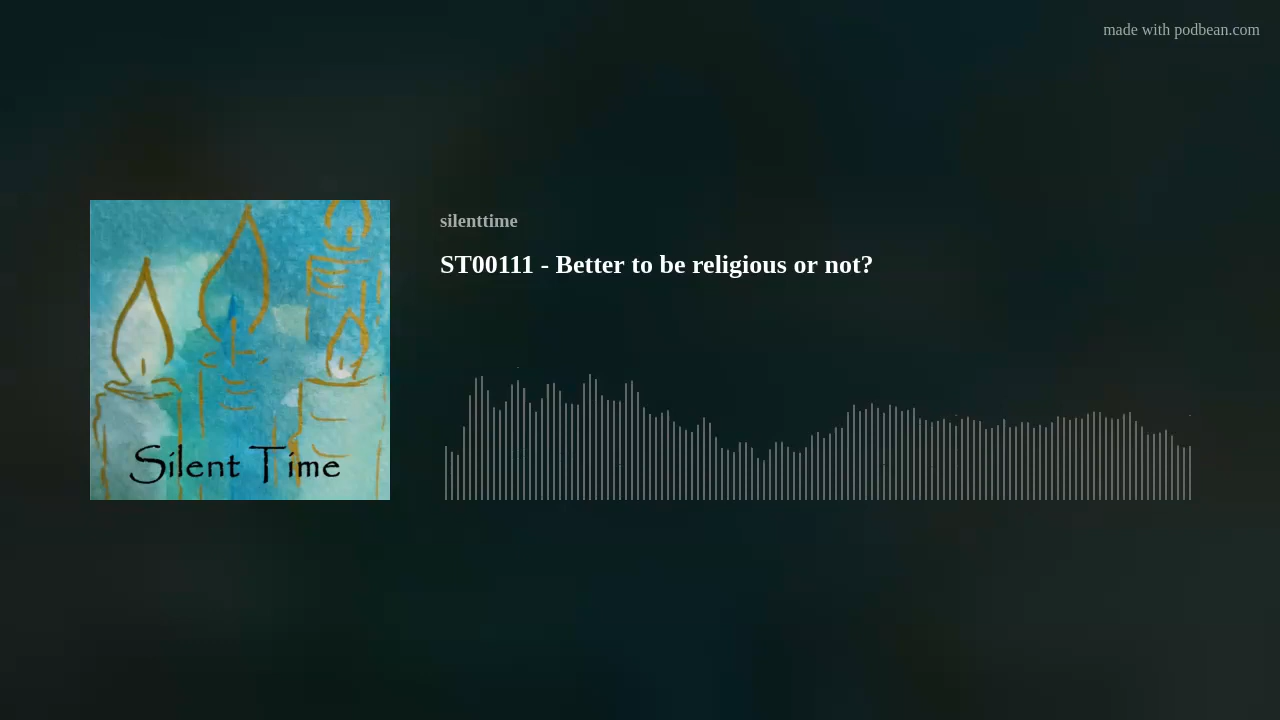 made with podbean.com
silenttime
ST00111 - Better to be religious or not?
Silent Time